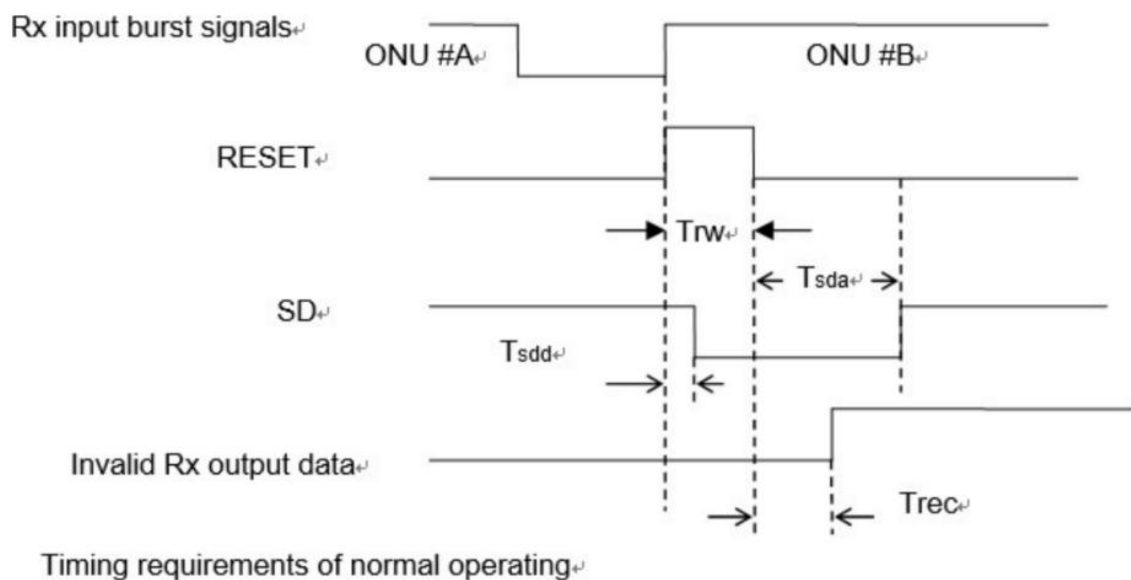 Rx input burst signals↵
ONU #A↵
ONU #B↵
RESET↵
Trw↵
Tsda↵
SD↵
Tsdd↵
Invalid Rx output data↵
Trec↵
Timing requirements of normal operating↵